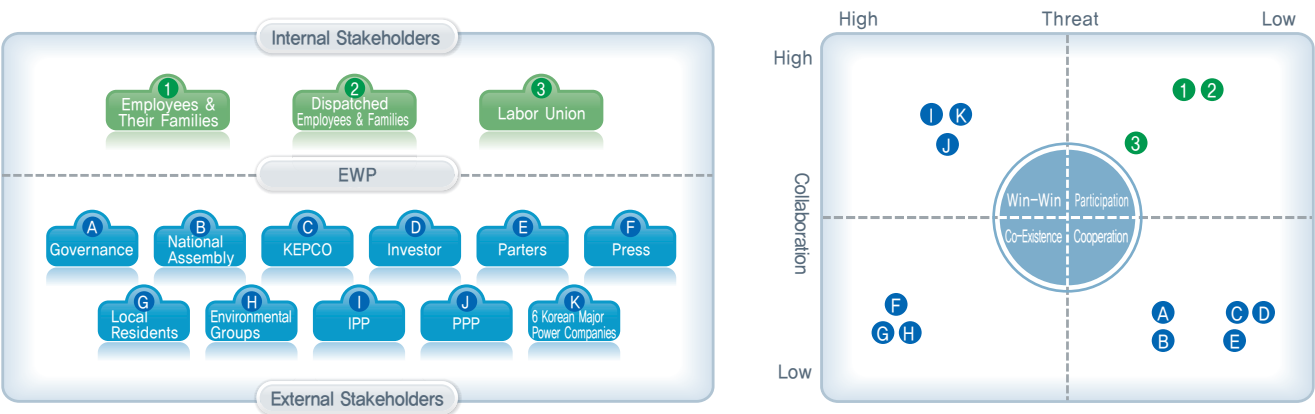 Internal Stakeholders
1
Employees &
Their Families
2
Dispatched
Employees & Families
3
Labor Union
EWP
A
Governance
B
National
Assembly
C
KEPCO
D
Investor
E
Parters
F
Press
G
Local
Residents
H
Environmental
Groups
I
IPP
J
PPP
K
6 Korean Major
Power Companies
External Stakeholders
High Threat Low
High
Collaboration
Low
1 2
3
I K
J
Win-Win Participation
Co-Existence Cooperation
F
G H
A C D
B E